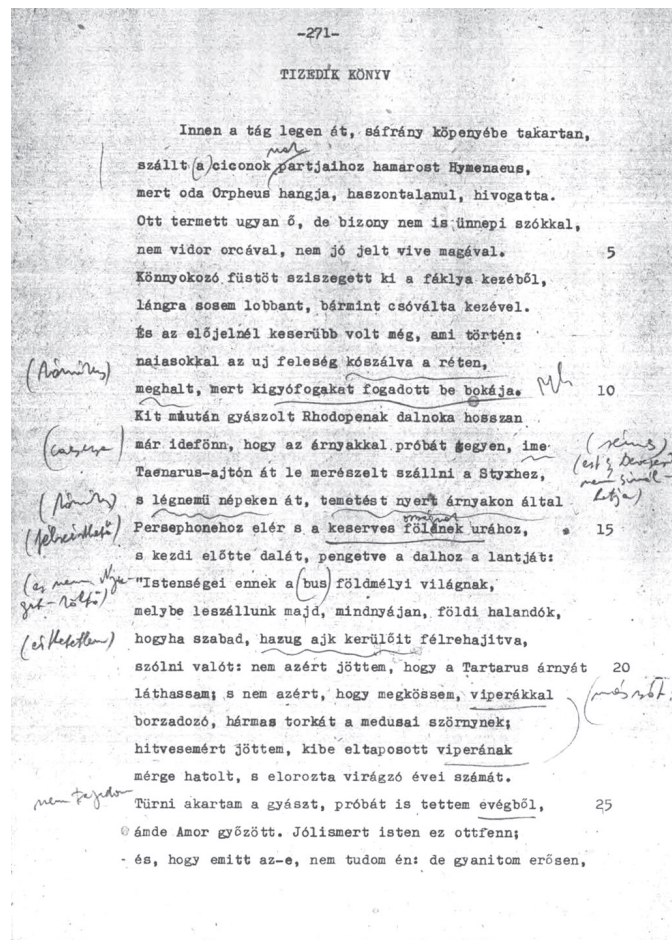 -271-
TIZEDIK KÖNYV
Innen a tág legen át, sáfrány köpenyébe takartan,
szállt (a) ciconok partjaihoz hamarost Hymenaeus,
mert oda Orpheus hangja, haszontalanul, hivogatta.
Ott termett ugyan ő, de bizony nem is ünnepi szókkal,
nem vidor orcával, nem jó jelt vive magával. 5
Könnyokozó füstöt sziszegett ki a fáklya kezéből,
lángra sosem lobbant, bármint csóválta kezével.
És az előjelnél keserübb volt még, ami történ:
najasokkal az uj feleség kószálva a réten,
meghalt, mert kigyófogakat fogadott be bokája. 10
Kit miután gyászolt Rhodopenak dalnoka hosszan
már idefönn, hogy az árnyakkal próbát tegyen, ime
Taenarus-ajtón át le merészelt szállni a Styxhez,
s légnemü népeken át, temetést nyert árnyakon által
(félreérthető) Persephonehoz elér s a keserves fölének urához, 15
s kezdi előtte dalát, pengetve a dalhoz a lantját:
"Istenségei ennek a (bus) földmélyi világnak,
melybe leszállunk majd, mindnyájan, földi halandók,
hogyha szabad, hazug ajk kerülőit félrehajitva,
szólni valót: nem azért jöttem, hogy a Tartarus árnyát 20
láthassam; s nem azért, hogy megkössem, viperákkal
borzadozó, hármas torkát a medusai szörnynek;
hitvesemért jöttem, kibe eltaposott viperának
mérge hatolt, s elorozta virágzó évei számát.
Türni akartam a gyászt, próbát is tettem evégből, 25
ámde Amor győzött. Jólismert isten ez ottfenn;
- és, hogy emitt az-e, nem tudom én: de gyanitom erősen,